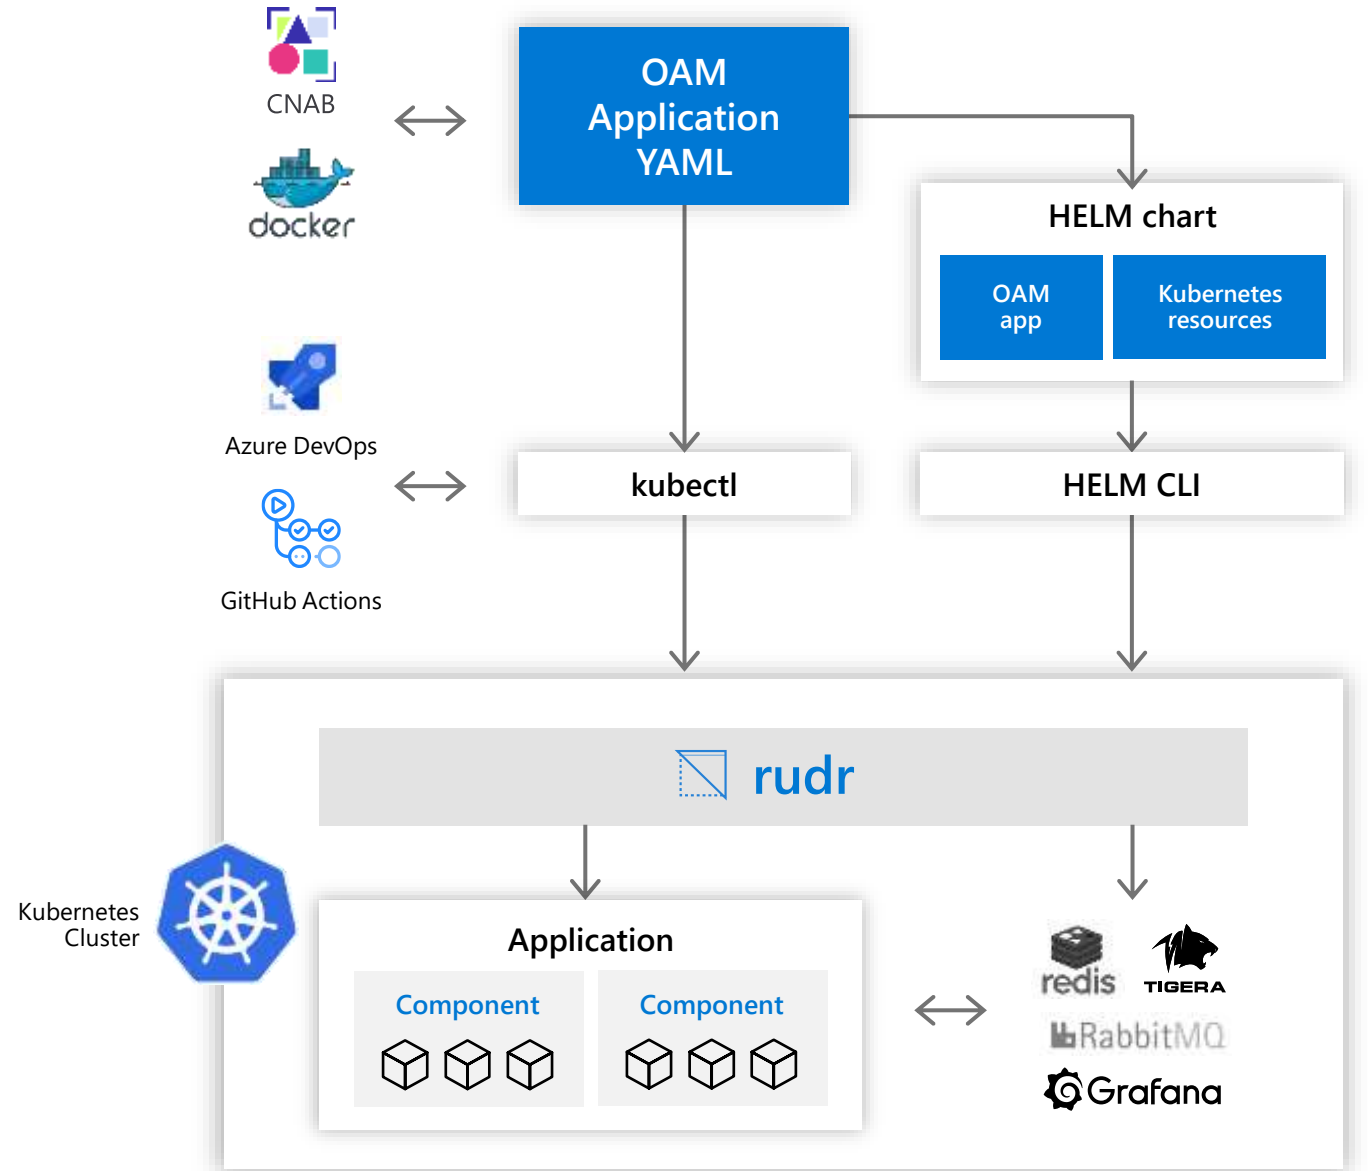 CNAB
docker
OAM
Application
YAML
HELM chart
OAM
app
Kubernetes
resources
Azure DevOps
GitHub Actions
kubectl
HELM CLI
rudr
Kubernetes
Cluster
Application
Component
Component
redis
TIGERA
RabbitMQ
Grafana